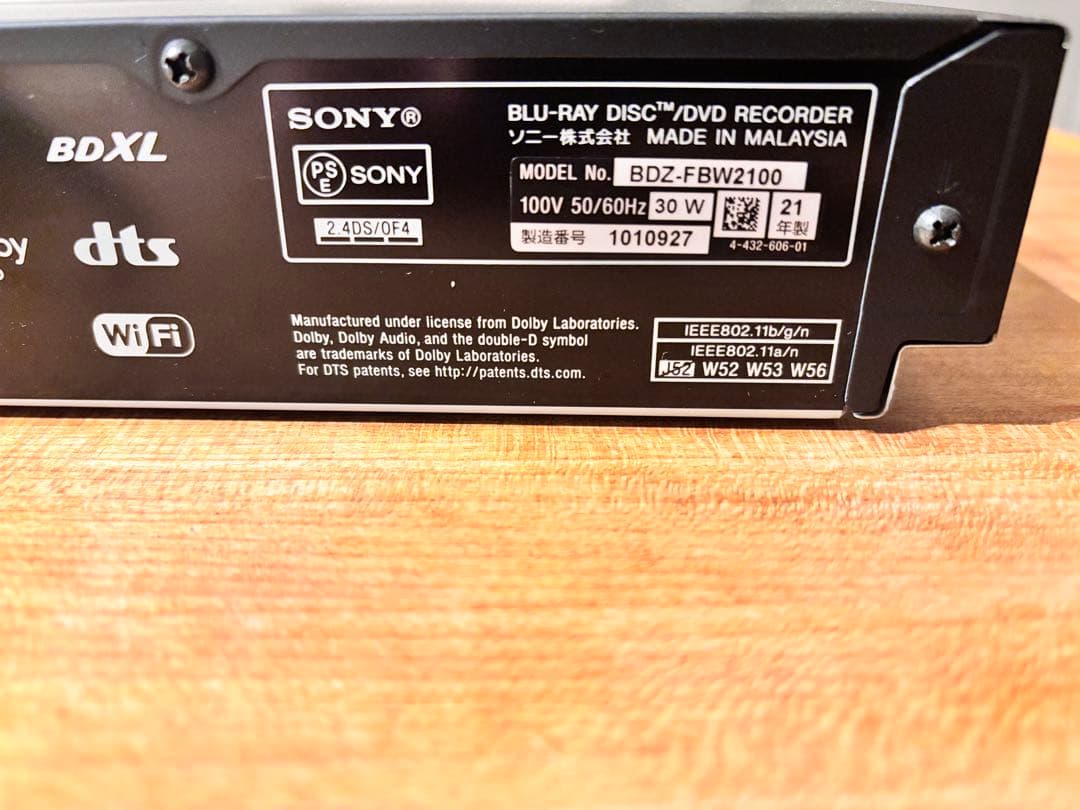 SONY®
BLU-RAY DISC™/DVD RECORDER
ソニー株式会社 MADE IN MALAYSIA
PSE SONY
MODEL No. BDZ-FBW2100
100V 50/60Hz 30 W
21
年製
2.4DS/OF4
製造番号 1010927
4-432-606-01
BDXL
dts
Wi Fi
Manufactured under license from Dolby Laboratories.
Dolby, Dolby Audio, and the double-D symbol
are trademarks of Dolby Laboratories.
For DTS patents, see http://patents.dts.com.
IEEE802.11b/g/n
IEEE802.11a/n
J52 W52 W53 W56